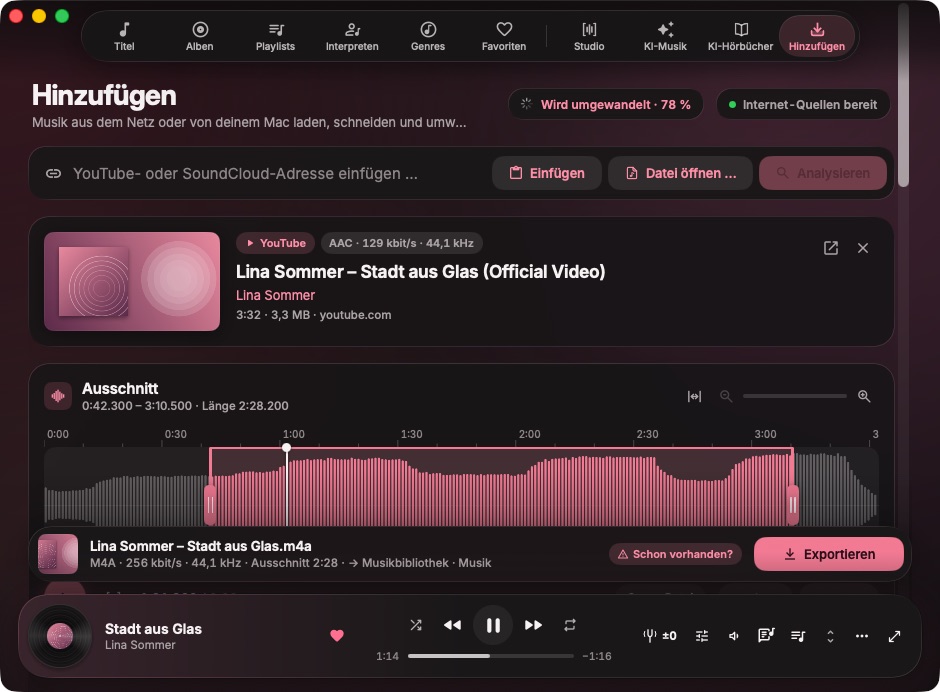 Titel
Alben
Playlists
Interpreten
Genres
Favoriten
Studio
KI-Musik
KI-Hörbücher
Hinzufügen
Hinzufügen
Musik aus dem Netz oder von deinem Mac laden, schneiden und umw...
Wird umgewandelt · 78 %
Internet-Quellen bereit
YouTube- oder SoundCloud-Adresse einfügen ...
Einfügen
Datei öffnen ...
Analysieren
YouTube
AAC · 129 kbit/s · 44,1 kHz
Lina Sommer – Stadt aus Glas (Official Video)
Lina Sommer
3:32 · 3,3 MB · youtube.com
Ausschnitt
0:42.300 – 3:10.500 · Länge 2:28.200
0:00 0:30 1:00 1:30 2:00 2:30 3:00 3
Lina Sommer – Stadt aus Glas.m4a
M4A · 256 kbit/s · 44,1 kHz · Ausschnitt 2:28 · → Musikbibliothek · Musik
Schon vorhanden?
Exportieren
Stadt aus Glas
Lina Sommer
1:14
−1:16
±0